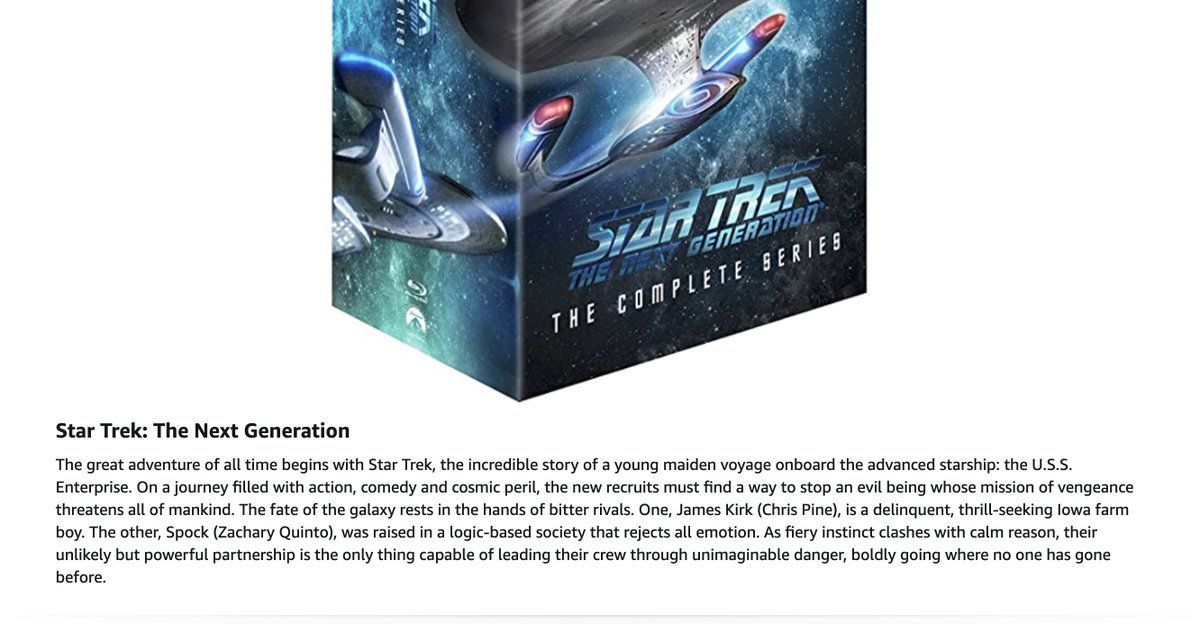 SERIES
STAR TREK
THE NEXT GENERATION
THE COMPLETE SERIES
Star Trek: The Next Generation
The great adventure of all time begins with Star Trek, the incredible story of a young maiden voyage onboard the advanced starship: the U.S.S.
Enterprise. On a journey filled with action, comedy and cosmic peril, the new recruits must find a way to stop an evil being whose mission of vengeance
threatens all of mankind. The fate of the galaxy rests in the hands of bitter rivals. One, James Kirk (Chris Pine), is a delinquent, thrill-seeking Iowa farm
boy. The other, Spock (Zachary Quinto), was raised in a logic-based society that rejects all emotion. As fiery instinct clashes with calm reason, their
unlikely but powerful partnership is the only thing capable of leading their crew through unimaginable danger, boldly going where no one has gone
before.